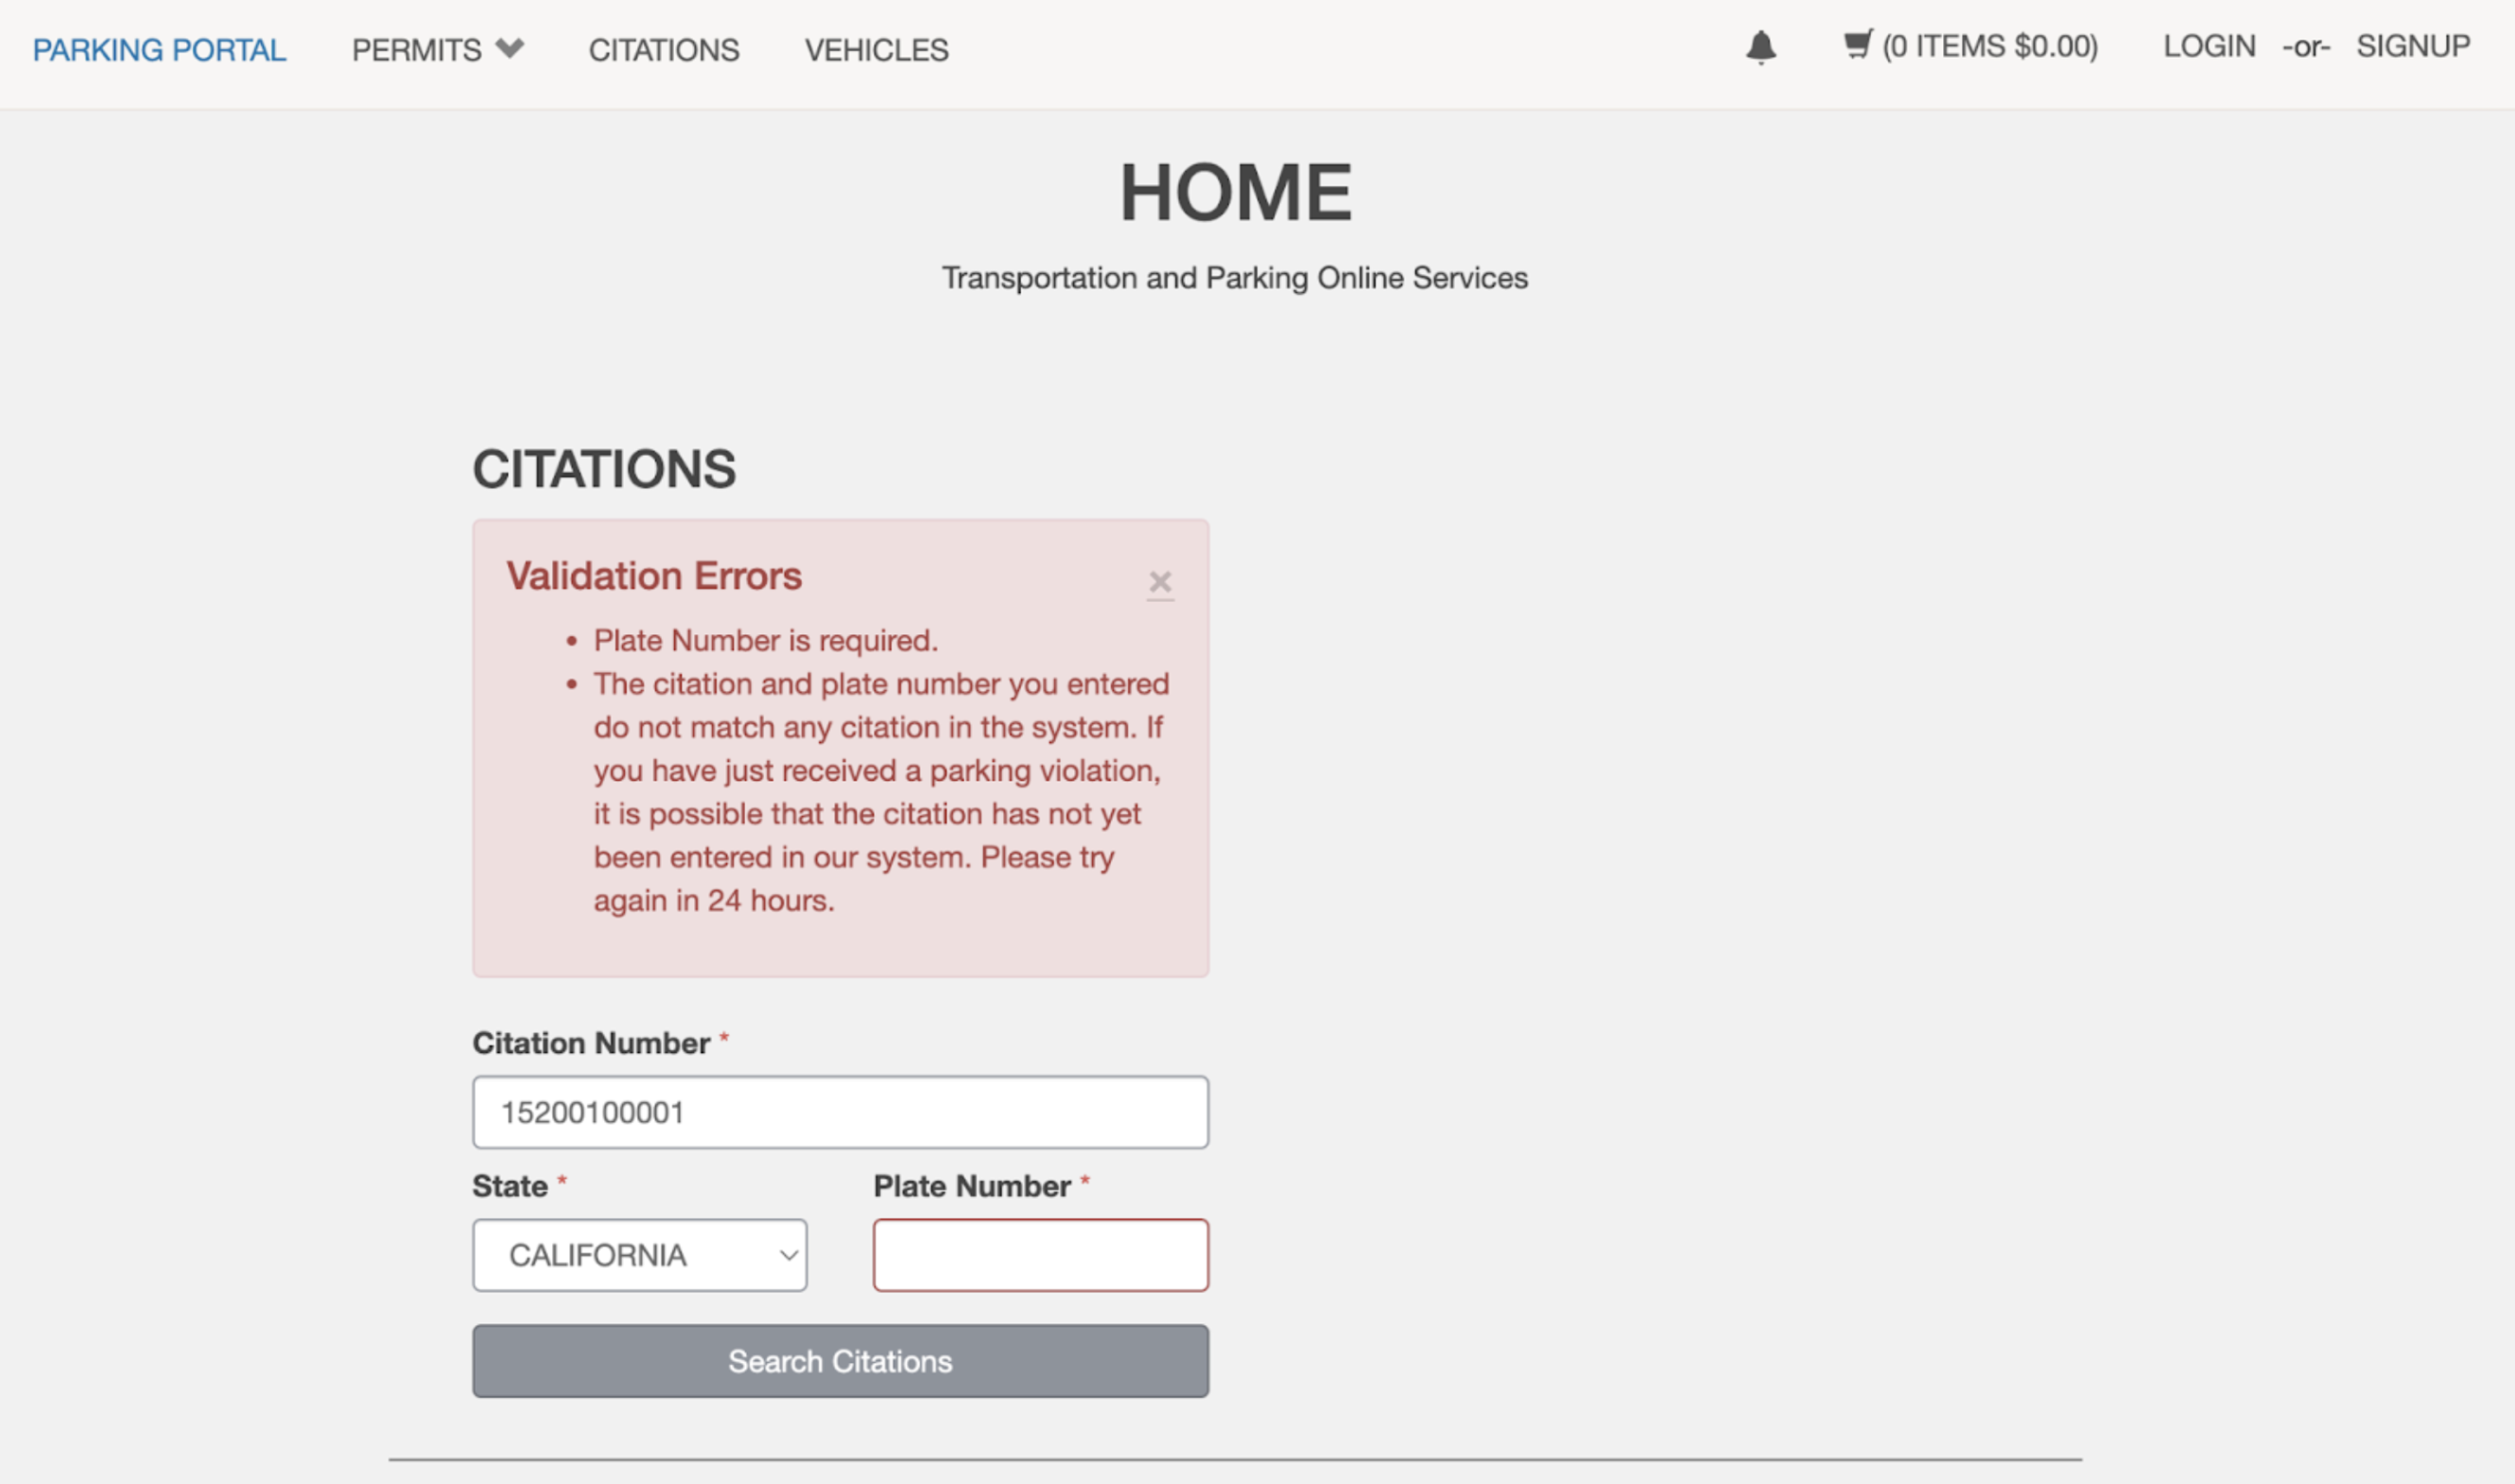 PARKING PORTAL PERMITS CITATIONS VEHICLES (0 ITEMS $0.00) LOGIN -or- SIGNUP
HOME
Transportation and Parking Online Services
CITATIONS
Validation Errors ×
• Plate Number is required.
• The citation and plate number you entered
do not match any citation in the system. If
you have just received a parking violation,
it is possible that the citation has not yet
been entered in our system. Please try
again in 24 hours.
Citation Number *
15200100001
State * Plate Number *
CALIFORNIA
Search Citations